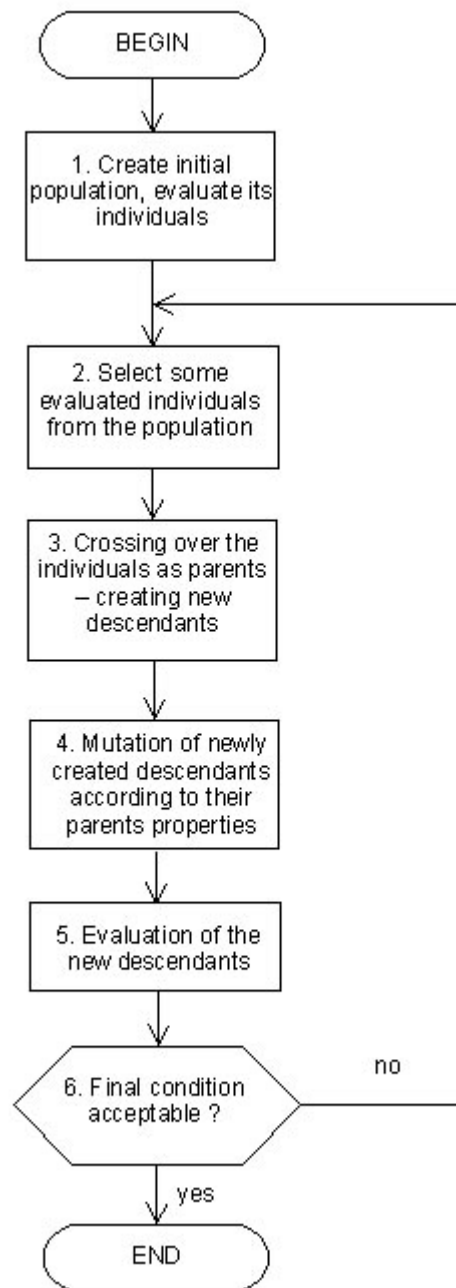 BEGIN
1. Create initial
population, evaluate its
individuals
2. Select some
evaluated individuals
from the population
3. Crossing over the
individuals as parents
– creating new
descendants
4. Mutation of newly
created descendants
according to their
parents properties
5. Evaluation of the
new descendants
6. Final condition
acceptable ?
no
yes
END